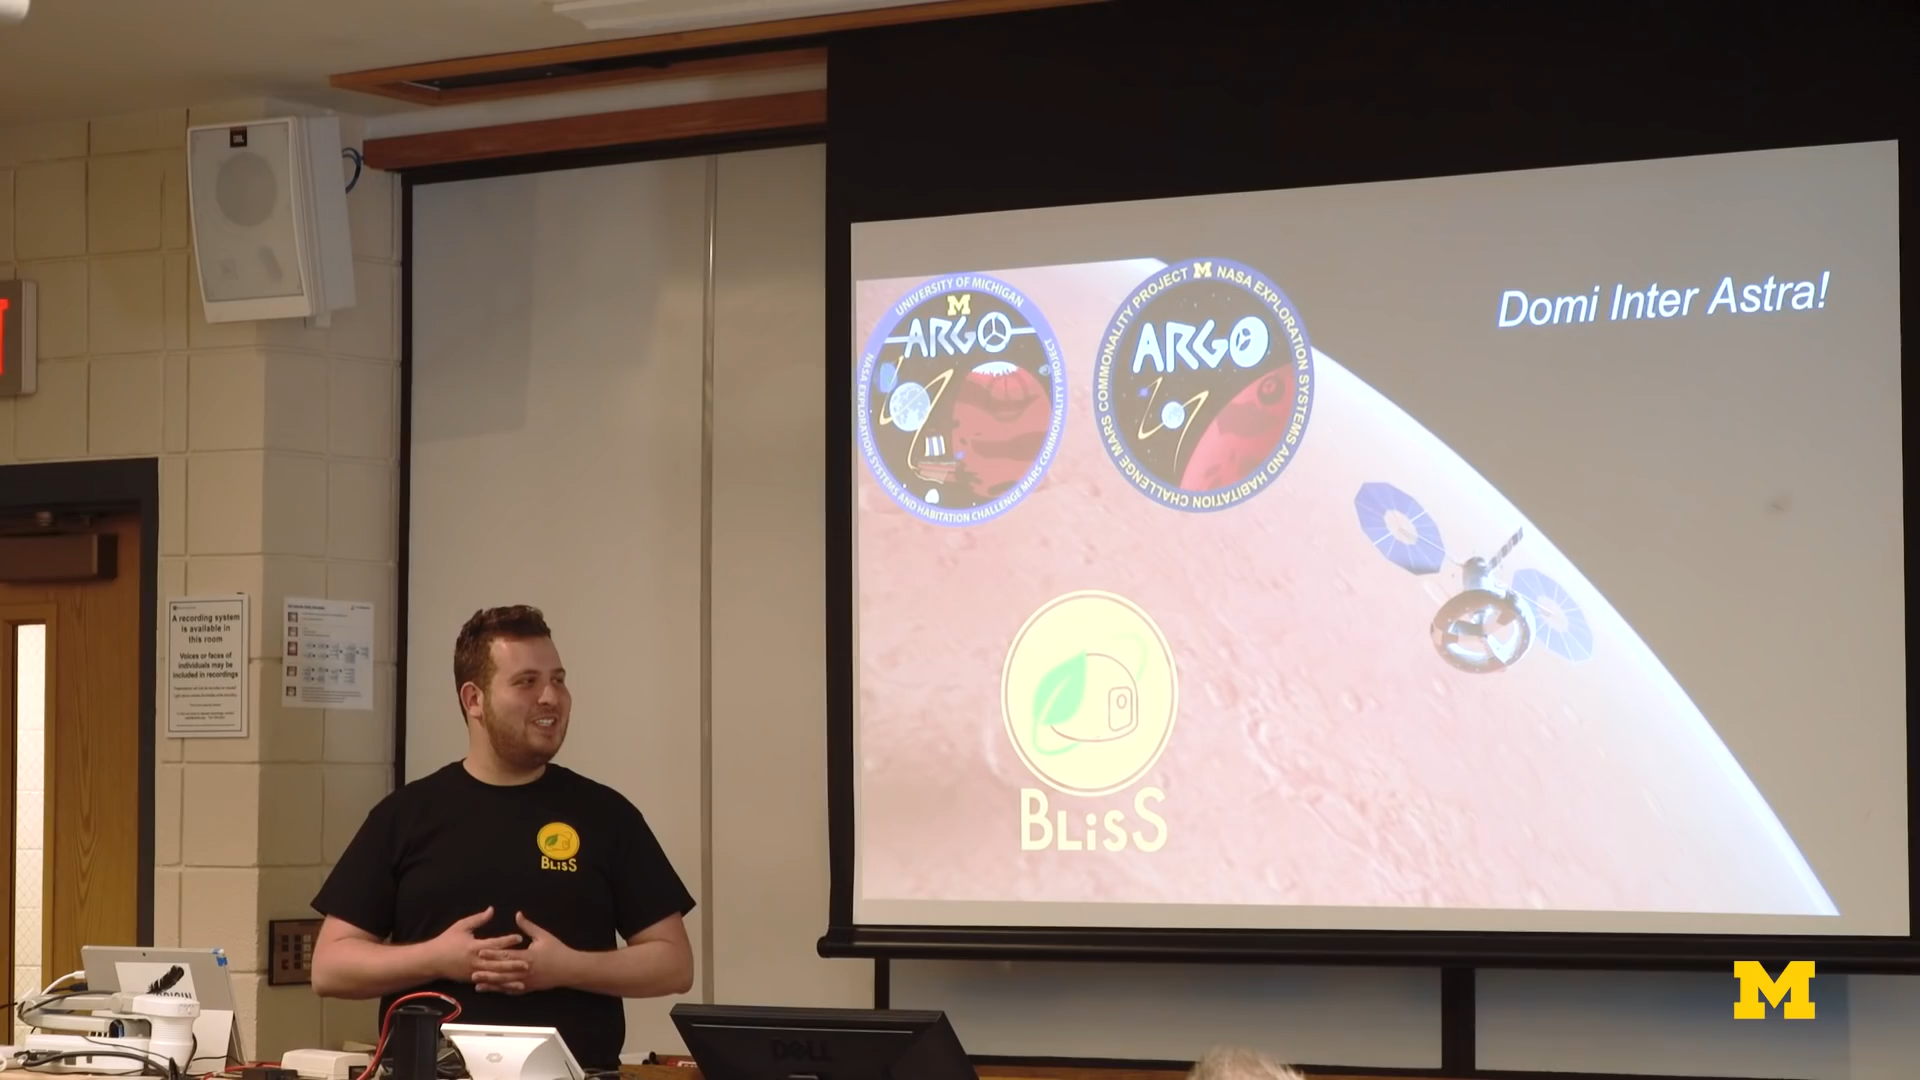 JBL
UNIVERSITY OF MICHIGAN
M
ARGO
NASA EXPLORATION SYSTEMS AND HABITATION CHALLENGE MARS COMMONALITY PROJECT
MARS COMMONALITY PROJECT M NASA EXPLORATION SYSTEMS AND HABITATION CHALLENGE
ARGO
Domi Inter Astra!
BLiSS
A recording system
is available in
this room
Voices or faces of
individuals may be
included in recordings
BLiSS
DELL
M